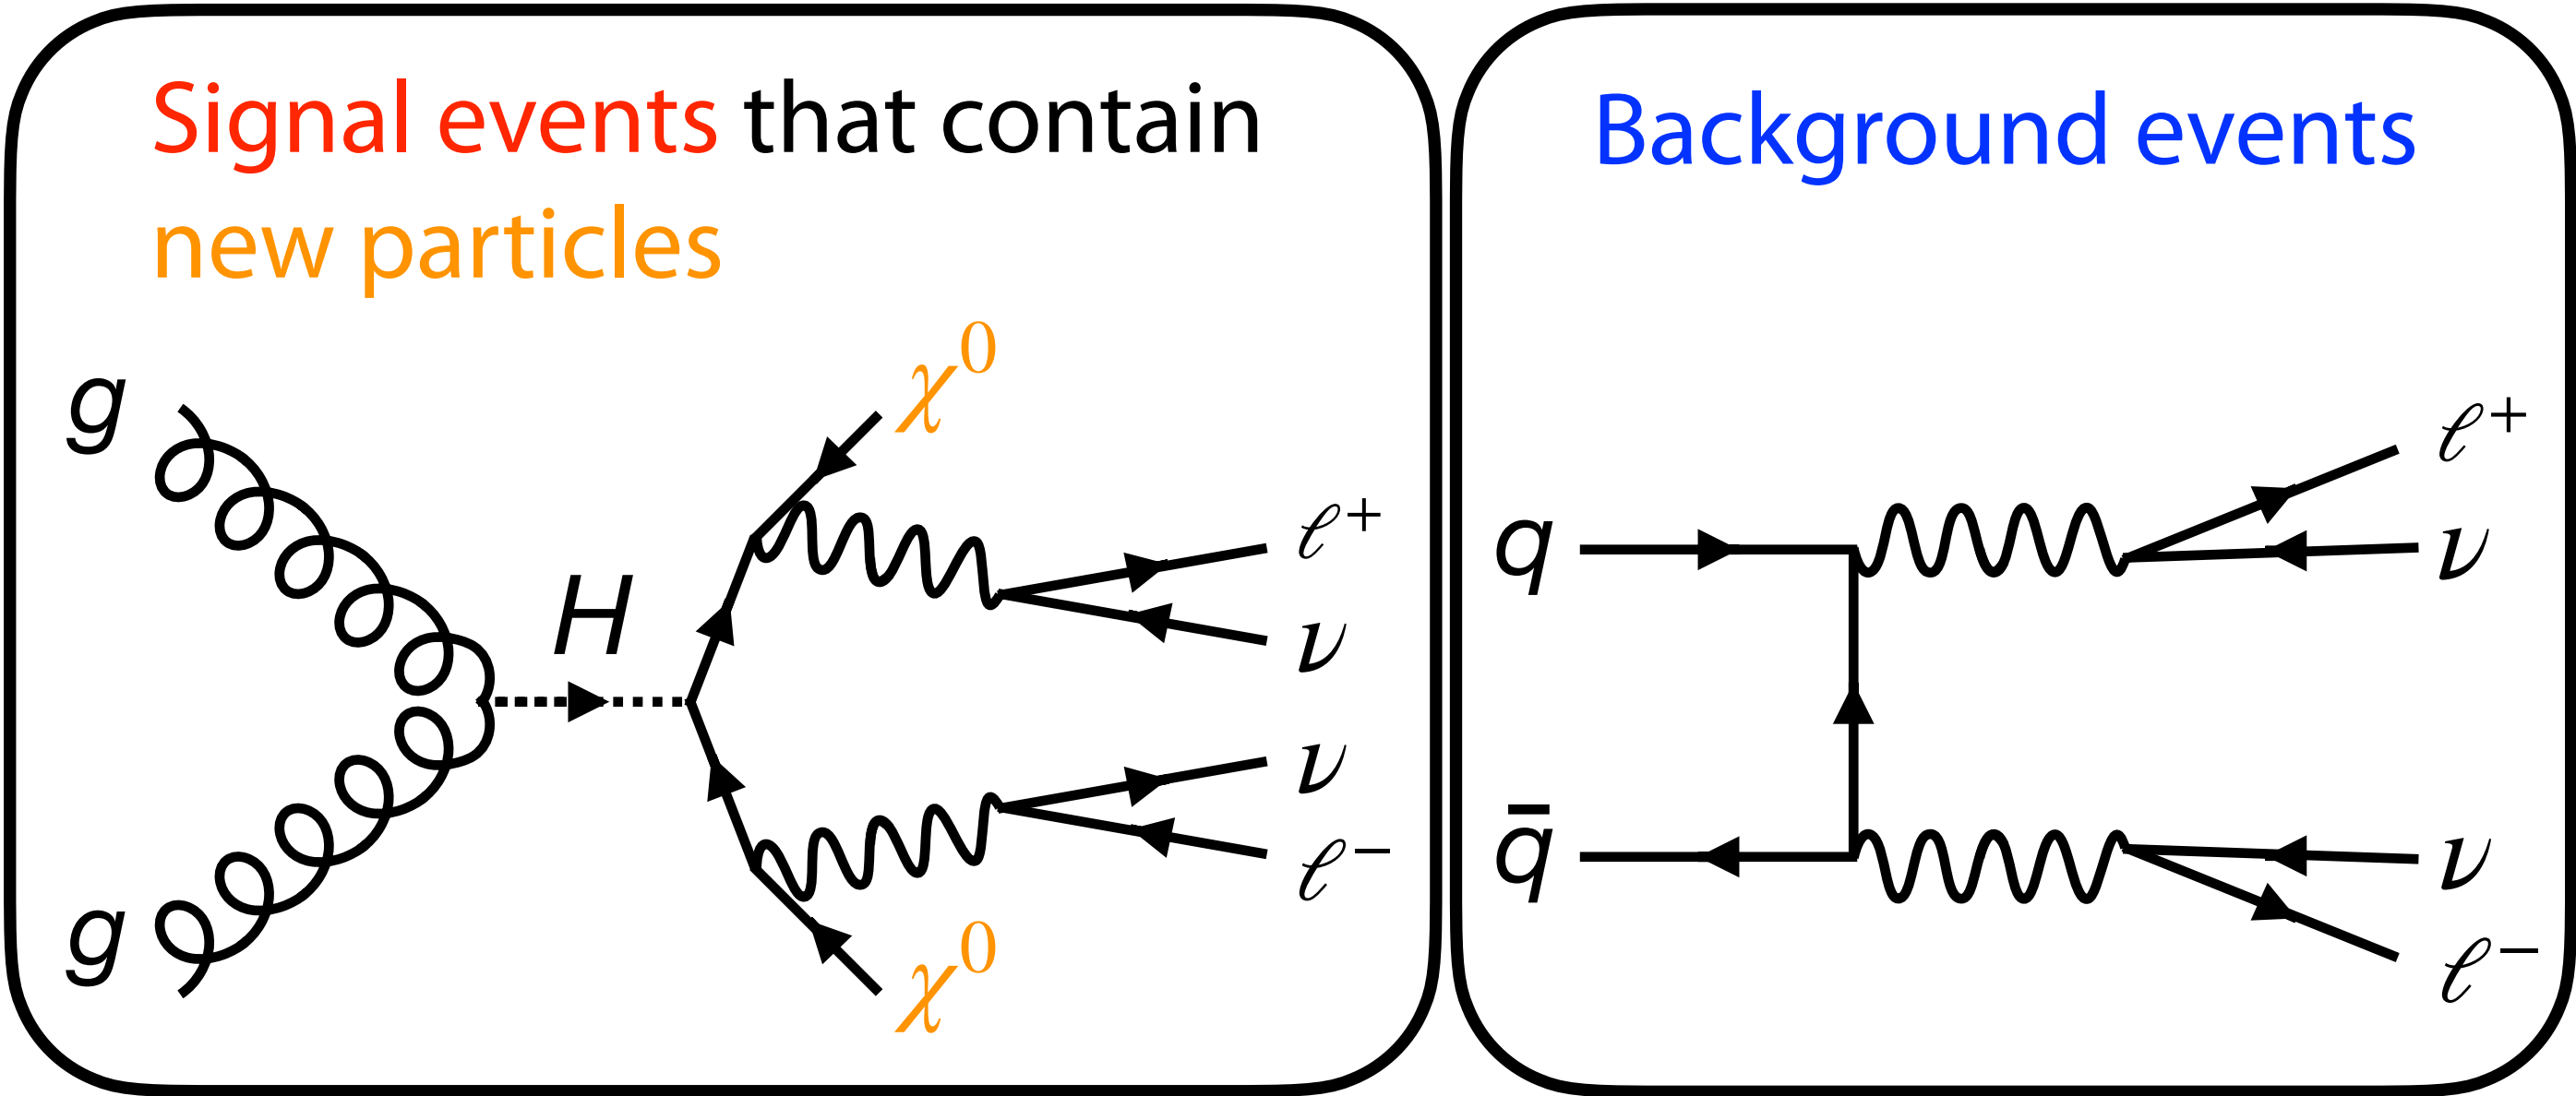 Signal events that contain
new particles
g
χ⁰
ℓ⁺
ν
H
ν
ℓ⁻
g
χ⁰
Background events
q
ℓ⁺
ν
q̄
ν
ℓ⁻